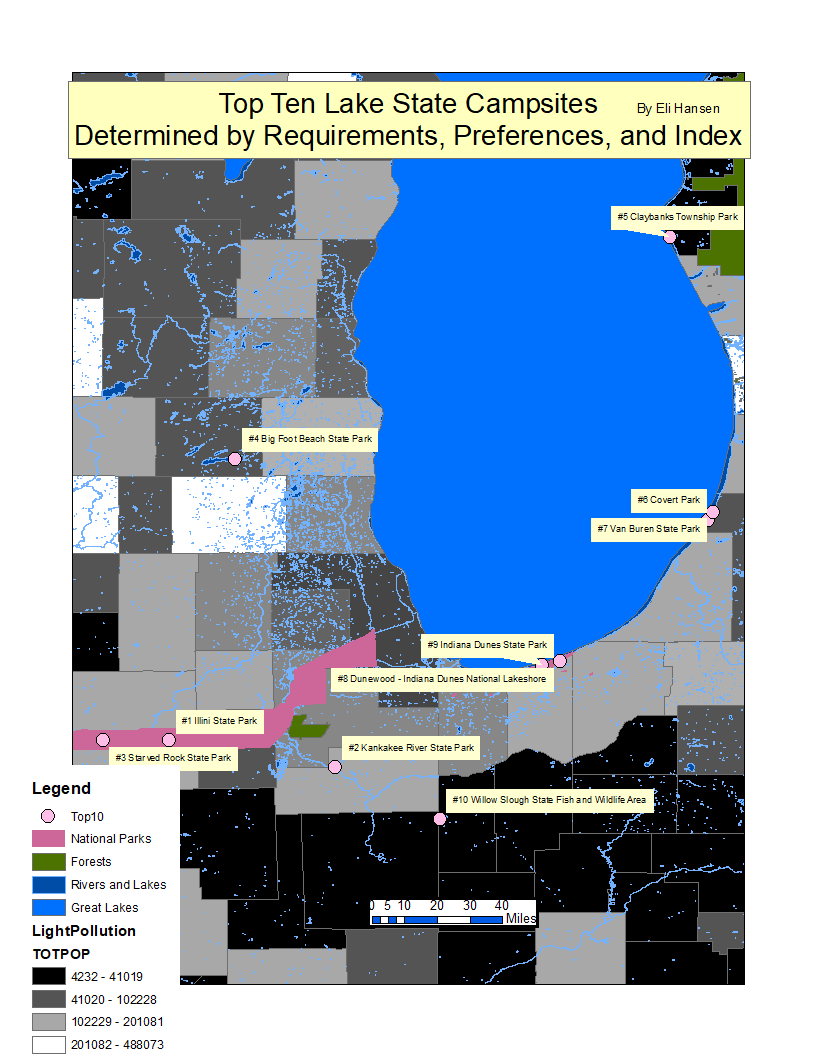 Top Ten Lake State Campsites
By Eli Hansen
Determined by Requirements, Preferences, and Index
#5 Claybanks Township Park
#4 Big Foot Beach State Park
#6 Covert Park
#7 Van Buren State Park
#9 Indiana Dunes State Park
#8 Dunewood - Indiana Dunes National Lakeshore
#1 Illini State Park
#2 Kankakee River State Park
#3 Starved Rock State Park
#10 Willow Slough State Fish and Wildlife Area
0 5 10 20 30 40
Miles
Legend
Top10
National Parks
Forests
Rivers and Lakes
Great Lakes
LightPollution
TOTPOP
4232 - 41019
41020 - 102228
102229 - 201081
201082 - 488073